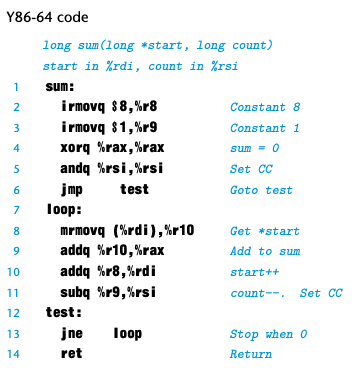 Y86-64 code
long sum(long *start, long count)
start in %rdi, count in %rsi
1 sum:
2 irmovq $8,%r8 Constant 8
3 irmovq $1,%r9 Constant 1
4 xorq %rax,%rax sum = 0
5 andq %rsi,%rsi Set CC
6 jmp test Goto test
7 loop:
8 mrmovq (%rdi),%r10 Get *start
9 addq %r10,%rax Add to sum
10 addq %r8,%rdi start++
11 subq %r9,%rsi count--. Set CC
12 test:
13 jne loop Stop when 0
14 ret Return